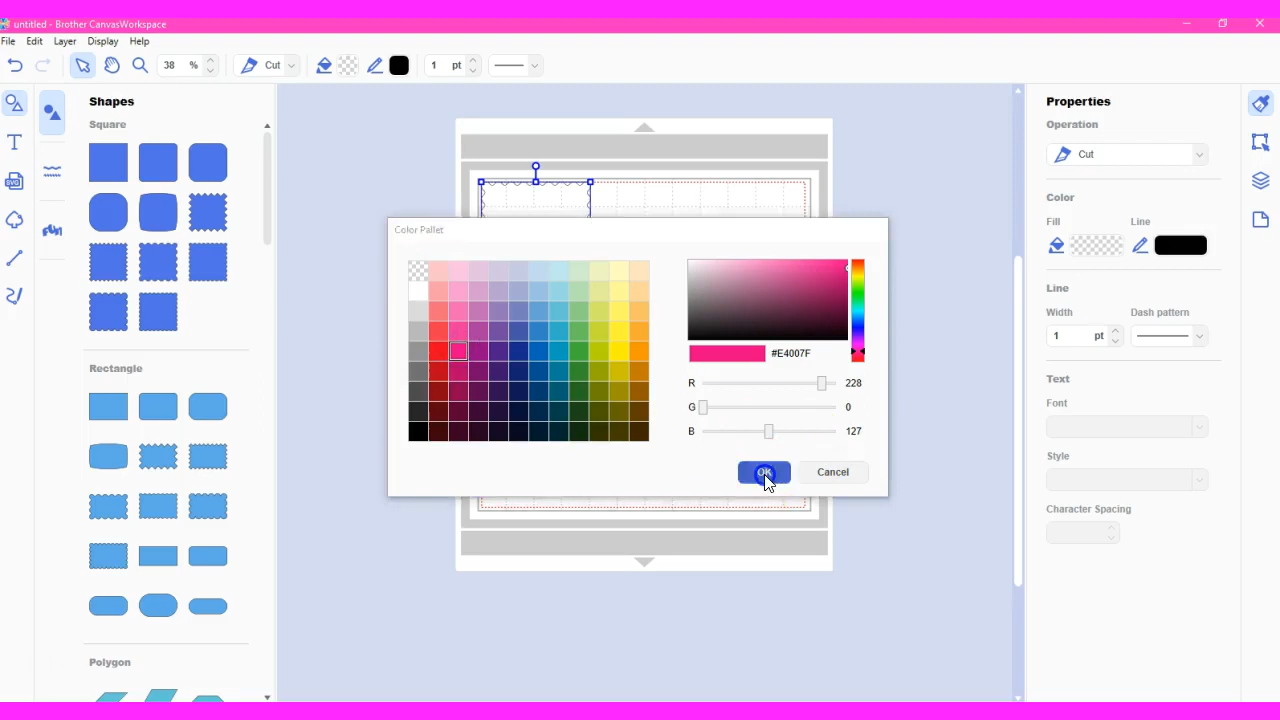 untitled - Brother CanvasWorkspace
File Edit Layer Display Help
38 % Cut 1 pt
Shapes
Square
Rectangle
Polygon
T
SVG
Color Pallet
#E4007F
R 228
G 0
B 127
OK Cancel
Properties
Operation
Cut
Color
Fill Line
Line
Width Dash pattern
1 pt
Text
Font
Style
Character Spacing